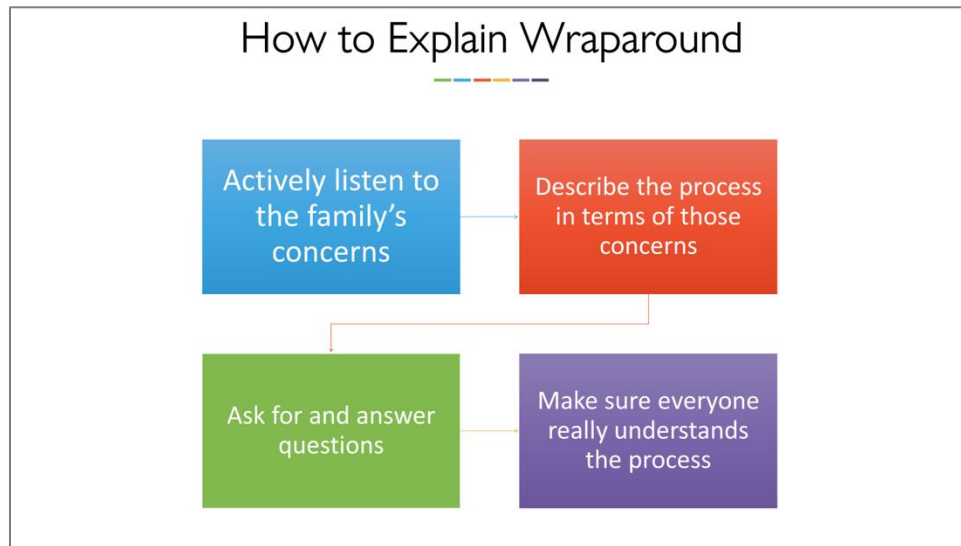 How to Explain Wraparound
Actively listen to
the family’s
concerns
Describe the process
in terms of those
concerns
Ask for and answer
questions
Make sure everyone
really understands
the process